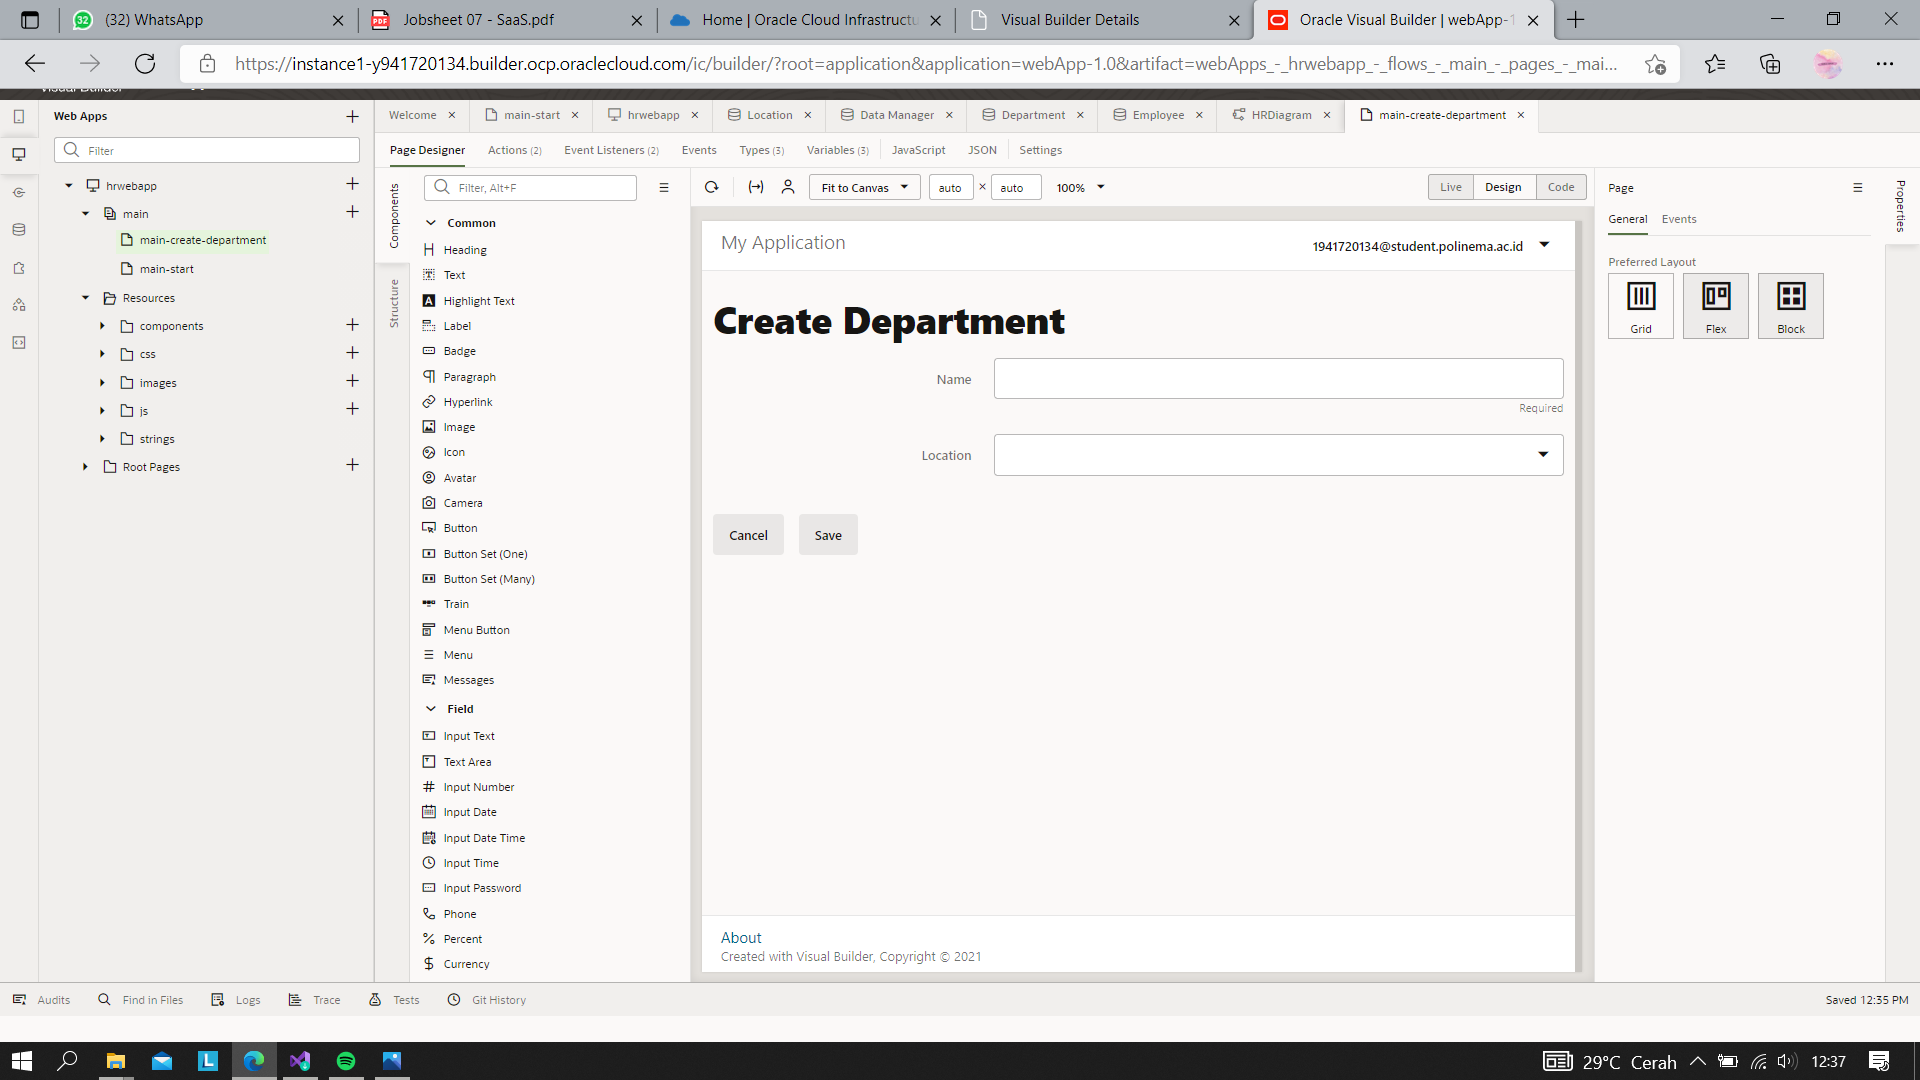 (32) WhatsApp
Jobsheet 07 - SaaS.pdf
Home | Oracle Cloud Infrastructu
Visual Builder Details
Oracle Visual Builder | webApp-1
https://instance1-y941720134.builder.ocp.oraclecloud.com/ic/builder/?root=application&application=webApp-1.0&artifact=webApps_-_hrwebapp_-_flows_-_main_-_pages_-_mai...
Web Apps
Filter
hrwebapp
main
main-create-department
main-start
Resources
components
css
images
js
strings
Root Pages
Welcome
main-start
hrwebapp
Location
Data Manager
Department
Employee
HRDiagram
main-create-department
Page Designer
Actions (2)
Event Listeners (2)
Events
Types (3)
Variables (3)
JavaScript
JSON
Settings
Components
Structure
Filter, Alt+F
Common
Heading
Text
Highlight Text
Label
Badge
Paragraph
Hyperlink
Image
Icon
Avatar
Camera
Button
Button Set (One)
Button Set (Many)
Train
Menu Button
Menu
Messages
Field
Input Text
Text Area
Input Number
Input Date
Input Date Time
Input Time
Input Password
Phone
Percent
Currency
Fit to Canvas
auto × auto
100%
Live
Design
Code
My Application
1941720134@student.polinema.ac.id
Create Department
Name
Required
Location
Cancel
Save
About
Created with Visual Builder, Copyright © 2021
Page
General
Events
Preferred Layout
Grid
Flex
Block
Properties
Audits
Find in Files
Logs
Trace
Tests
Git History
Saved 12:35 PM
29°C Cerah
12:37